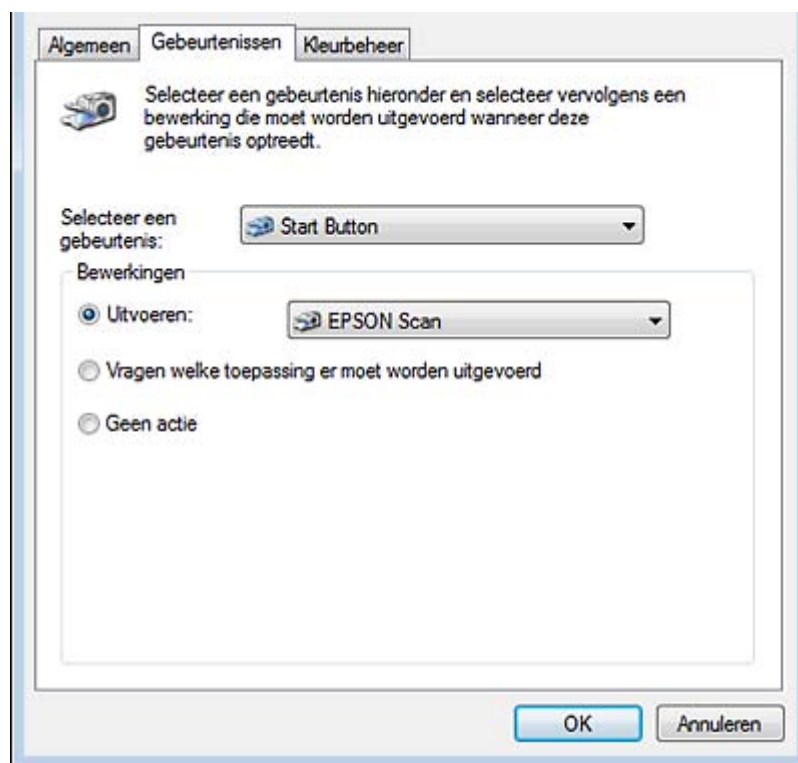 Algemeen Gebeurtenissen Kleurbeheer
Selecteer een gebeurtenis hieronder en selecteer vervolgens een
bewerking die moet worden uitgevoerd wanneer deze
gebeurtenis optreedt.
Selecteer een
gebeurtenis:
Start Button
Bewerkingen
Uitvoeren:
EPSON Scan
Vragen welke toepassing er moet worden uitgevoerd
Geen actie
OK Annuleren